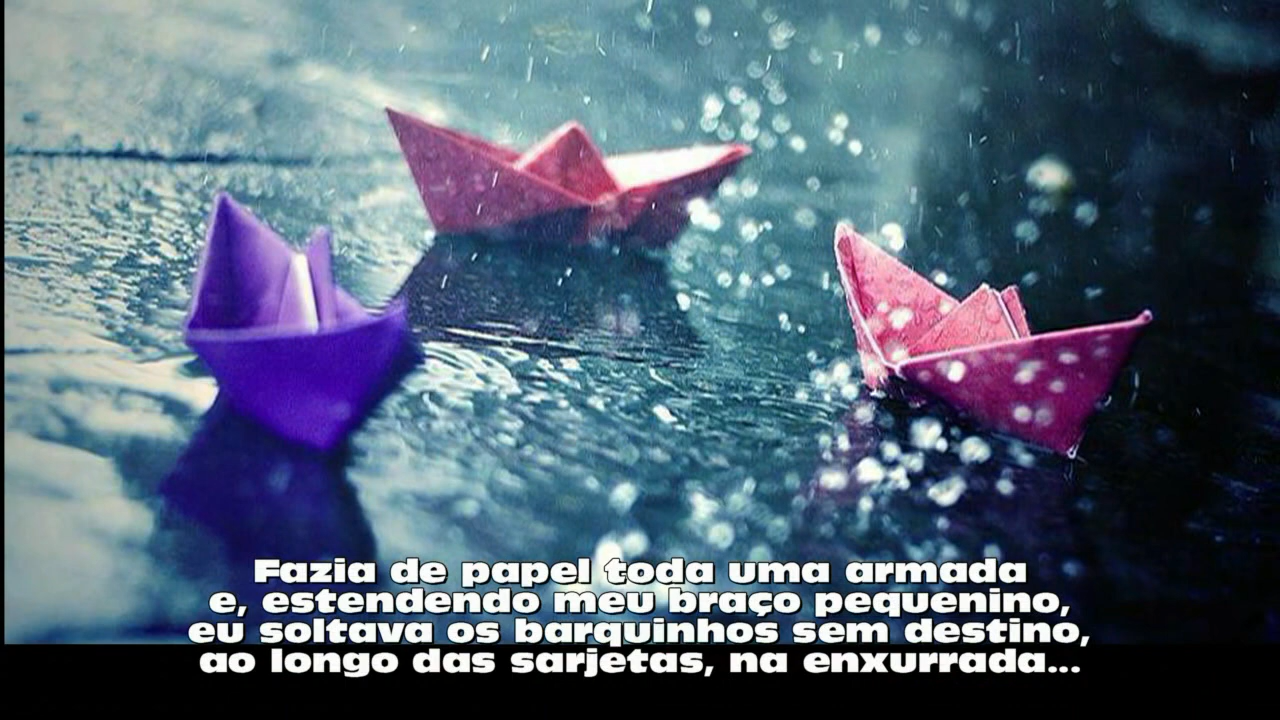 Fazia de papel toda uma armada
e, estendendo meu braço pequenino,
eu soltava os barquinhos sem destino,
ao longo das sarjetas, na enxurrada...